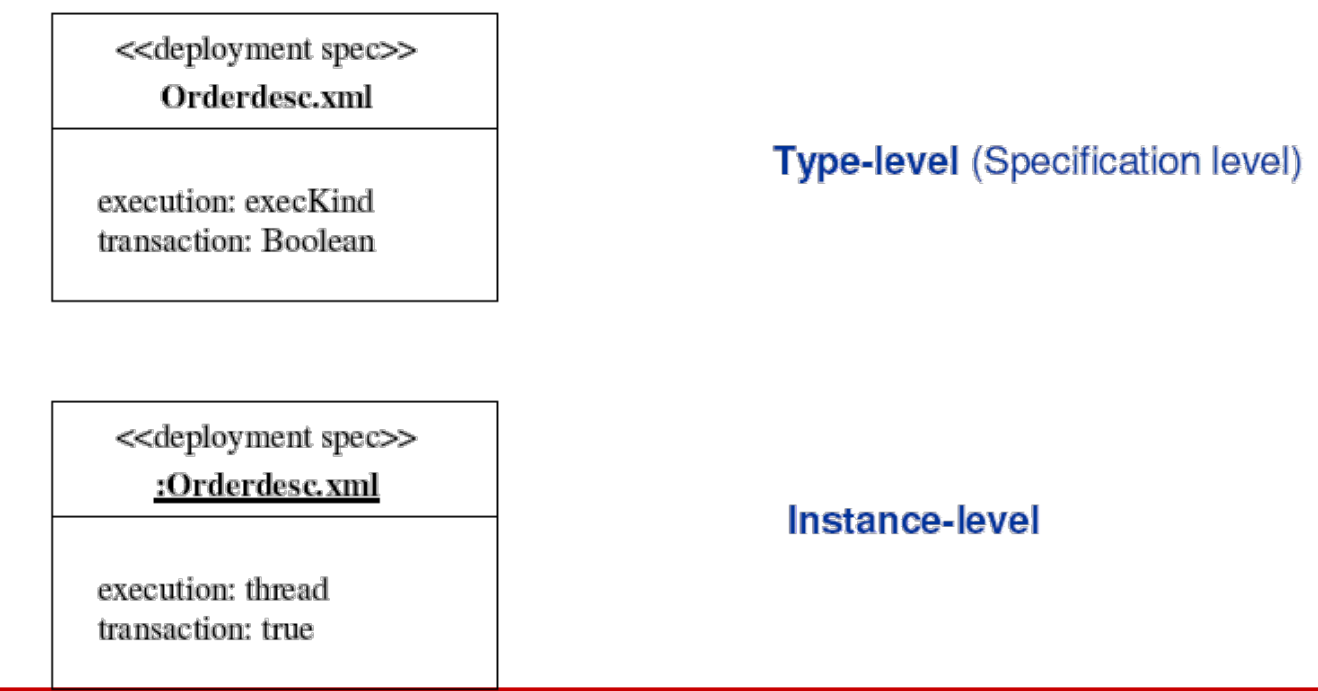 <<deployment spec>>
Orderdesc.xml
execution: execKind
transaction: Boolean
Type-level (Specification level)
<<deployment spec>>
:Orderdesc.xml
execution: thread
transaction: true
Instance-level